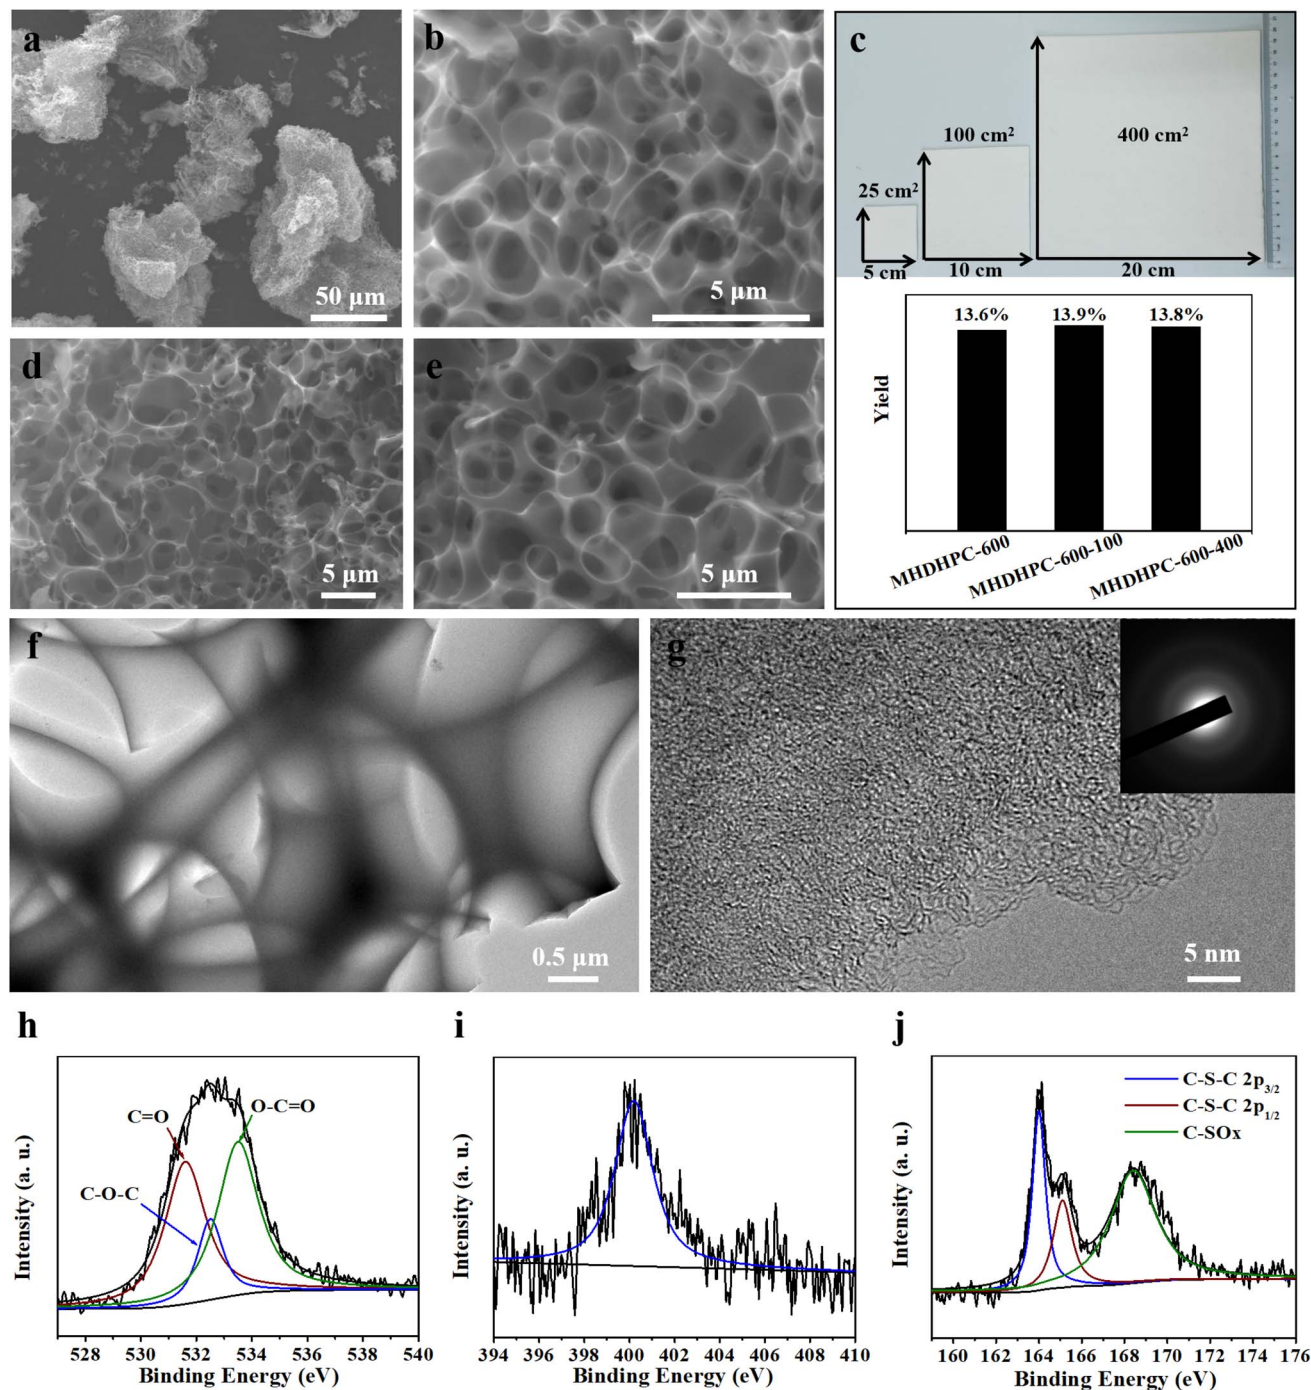 a
50 μm
b
5 μm
c
25 cm²
100 cm²
400 cm²
5 cm
10 cm
20 cm
13.6%
13.9%
13.8%
Yield
MHDHPC-600
MHDHPC-600-100
MHDHPC-600-400
d
5 μm
e
5 μm
f
0.5 μm
g
5 nm
h
C=O
O-C=O
C-O-C
Intensity (a. u.)
528 530 532 534 536 538 540
Binding Energy (eV)
i
Intensity (a. u.)
394 396 398 400 402 404 406 408 410
Binding Energy (eV)
j
C-S-C 2p3/2
C-S-C 2p1/2
C-SOx
Intensity (a. u.)
160 162 164 166 168 170 172 174 176
Binding Energy (eV)